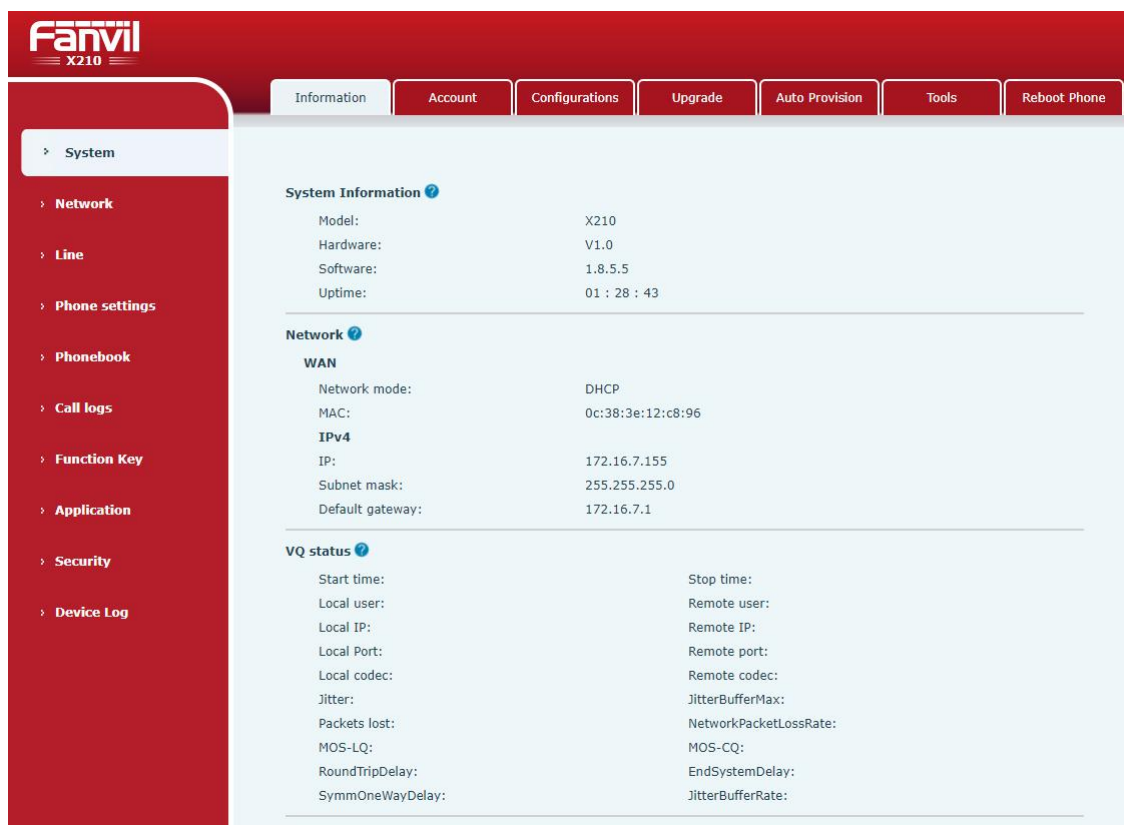 Fanvil
X210
Information Account Configurations Upgrade Auto Provision Tools Reboot Phone
System
Network
Line
Phone settings
Phonebook
Call logs
Function Key
Application
Security
Device Log
System Information
Model: X210
Hardware: V1.0
Software: 1.8.5.5
Uptime: 01 : 28 : 43
Network
WAN
Network mode: DHCP
MAC: 0c:38:3e:12:c8:96
IPv4
IP: 172.16.7.155
Subnet mask: 255.255.255.0
Default gateway: 172.16.7.1
VQ status
Start time: Stop time:
Local user: Remote user:
Local IP: Remote IP:
Local Port: Remote port:
Local codec: Remote codec:
Jitter: JitterBufferMax:
Packets lost: NetworkPacketLossRate:
MOS-LQ: MOS-CQ:
RoundTripDelay: EndSystemDelay:
SymmOneWayDelay: JitterBufferRate: